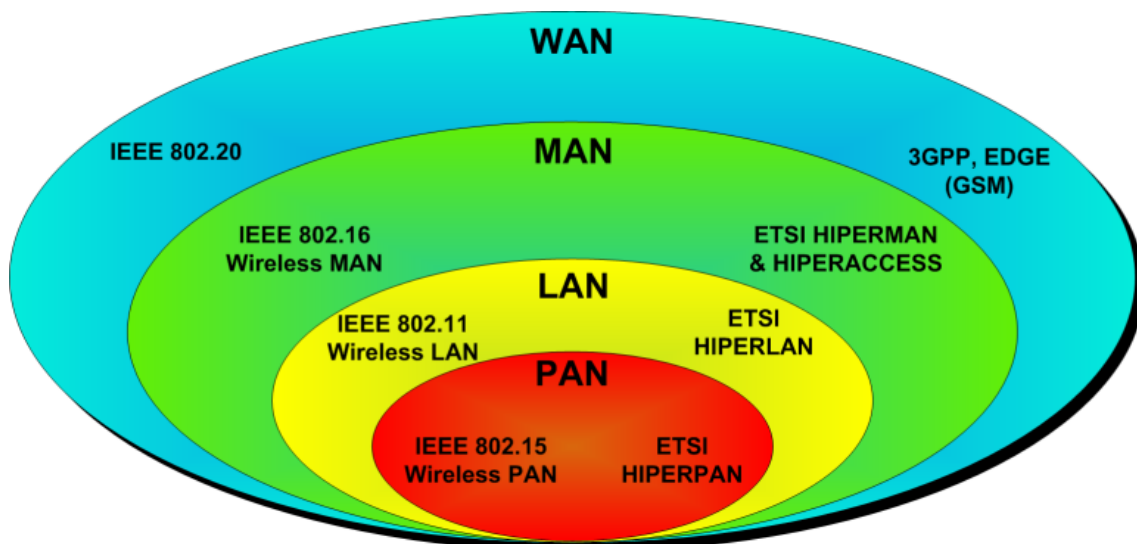 WAN
IEEE 802.20
3GPP, EDGE
(GSM)
MAN
IEEE 802.16
Wireless MAN
ETSI HIPERMAN
& HIPERACCESS
LAN
IEEE 802.11
Wireless LAN
ETSI
HIPERLAN
PAN
IEEE 802.15
Wireless PAN
ETSI
HIPERPAN